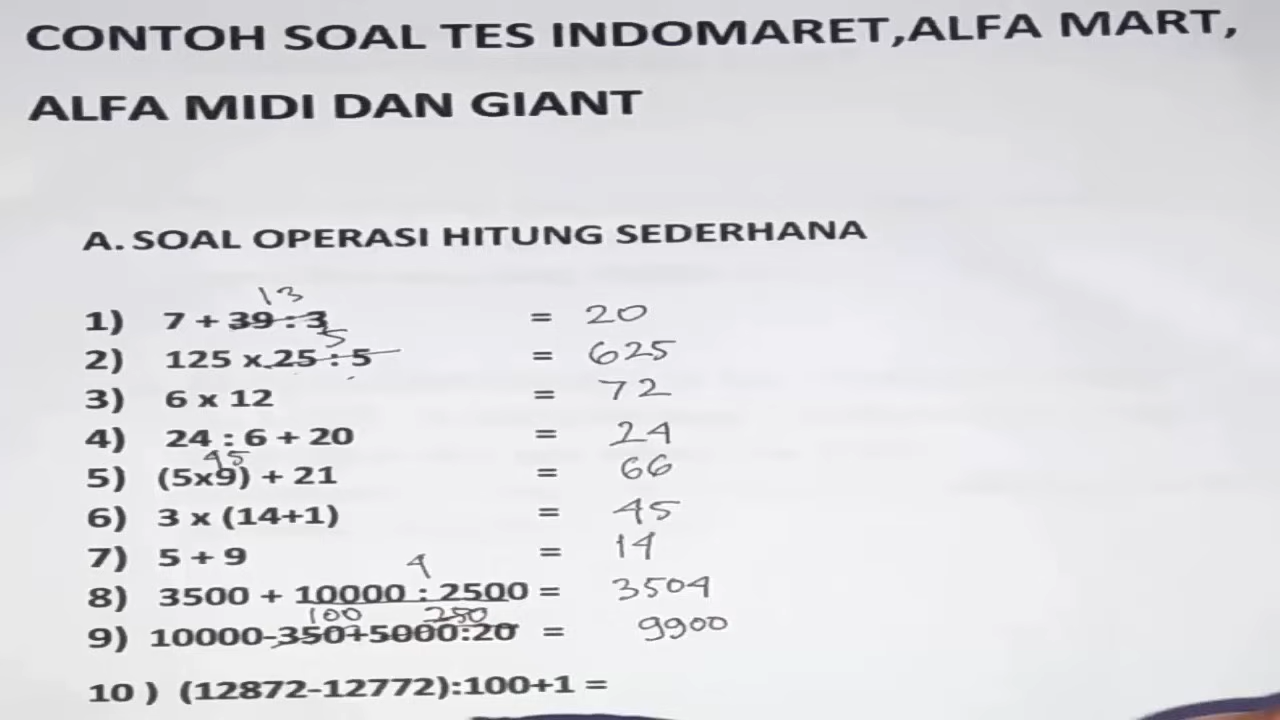 CONTOH SOAL TES INDOMARET,ALFA MART,
ALFA MIDI DAN GIANT
A. SOAL OPERASI HITUNG SEDERHANA
13
1) 7 + 39 : 3 = 20
5
2) 125 x 25 : 5 = 625
3) 6 x 12 = 72
4) 24 : 6 + 20 = 24
45
5) (5x9) + 21 = 66
6) 3 x (14+1) = 45
7) 5 + 9 = 14
4
8) 3500 + 10000 : 2500 = 3504
100 250
9) 10000-350+5000:20 = 9900
10 ) (12872-12772):100+1 =